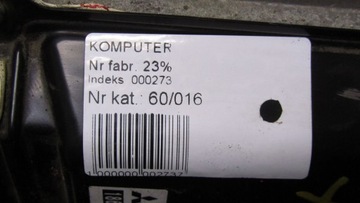 KOMPUTER
Nr fabr. 23%
Indeks 000273
Nr kat.: 60/016